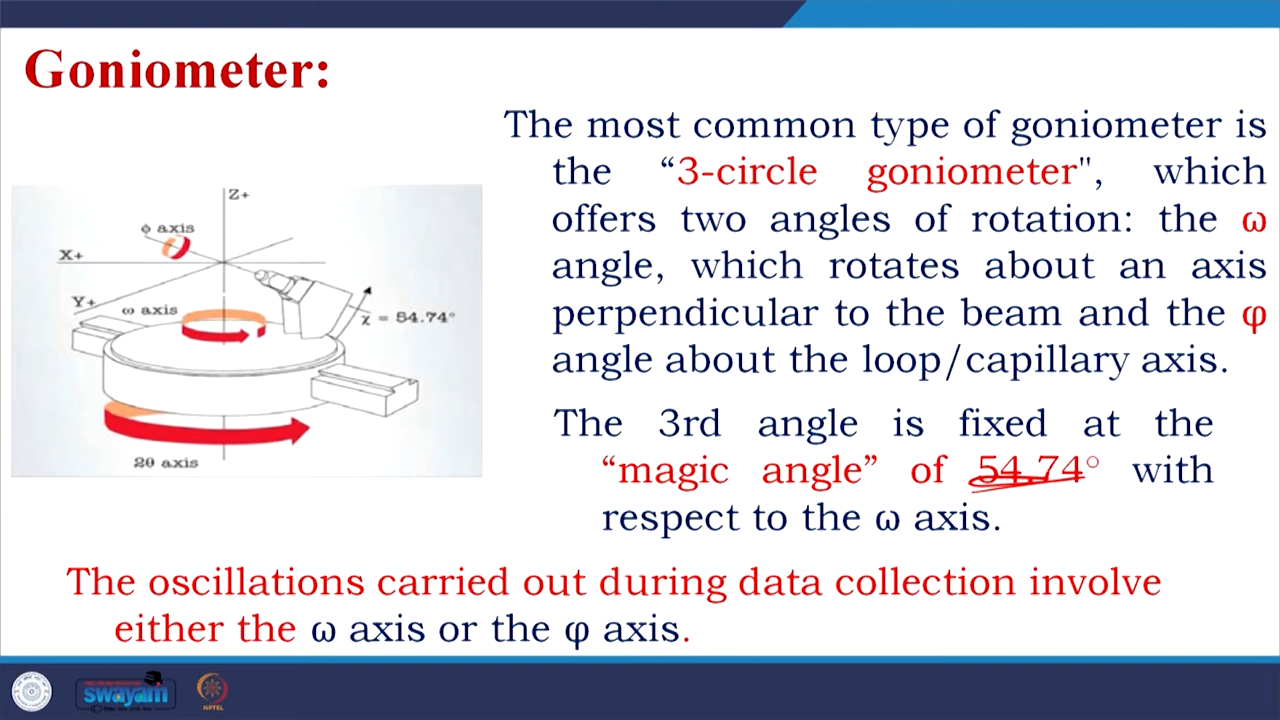 Goniometer:
The most common type of goniometer is
the “3-circle goniometer", which
offers two angles of rotation: the ω
angle, which rotates about an axis
perpendicular to the beam and the φ
angle about the loop/capillary axis.
Z+
ϕ axis
X+
Y+
ω axis
χ = 54.74°
2θ axis
The 3rd angle is fixed at the
“magic angle” of 54.74° with
respect to the ω axis.
The oscillations carried out during data collection involve
either the ω axis or the φ axis.
swayam
NPTEL